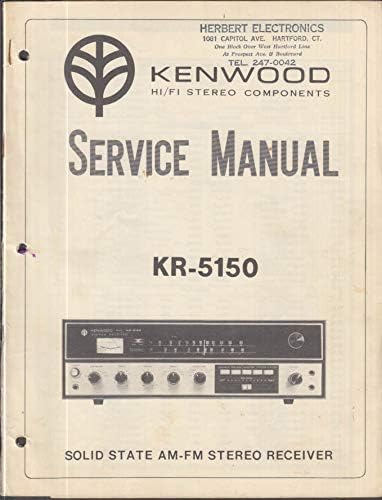 HERBERT ELECTRONICS
1081 CAPITOL AVE. HARTFORD, CT.
One Block Over West Hartford Line
At Prospect Ave. & Boulevard
TEL. 247-0042
KENWOOD
HI/FI STEREO COMPONENTS
SERVICE MANUAL
KR-5150
KENWOOD
SOLID STATE AM-FM STEREO RECEIVER